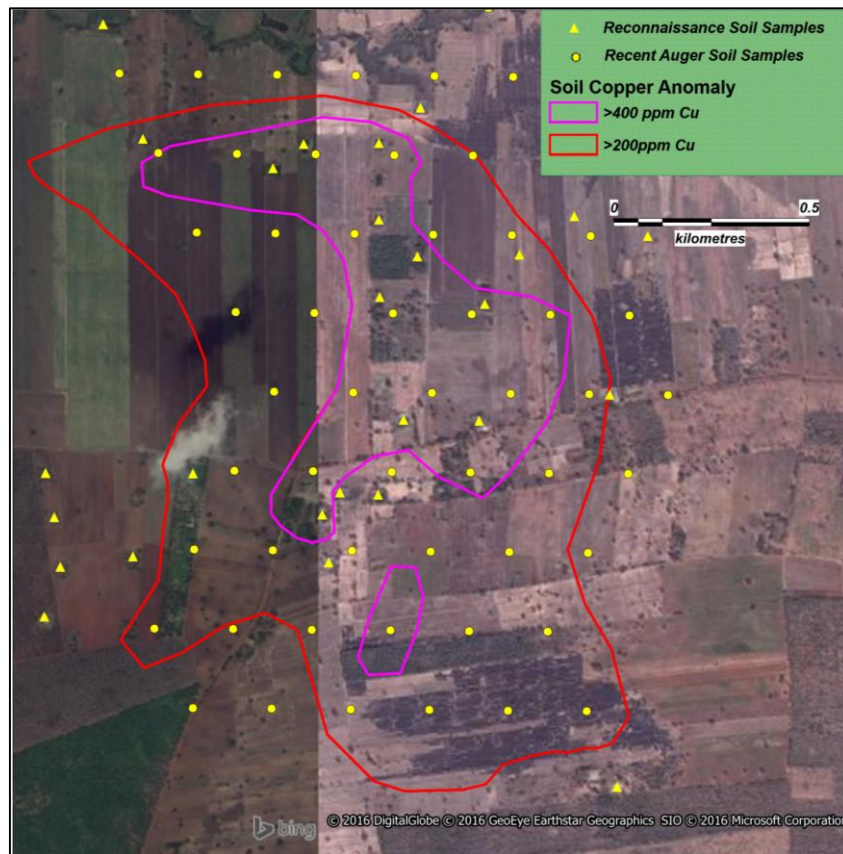 Reconnaissance Soil Samples
Recent Auger Soil Samples
Soil Copper Anomaly
>400 ppm Cu
>200ppm Cu
0 0.5
kilometres
bing
© 2016 DigitalGlobe © 2016 GeoEye Earthstar Geographics SIO © 2016 Microsoft Corporation